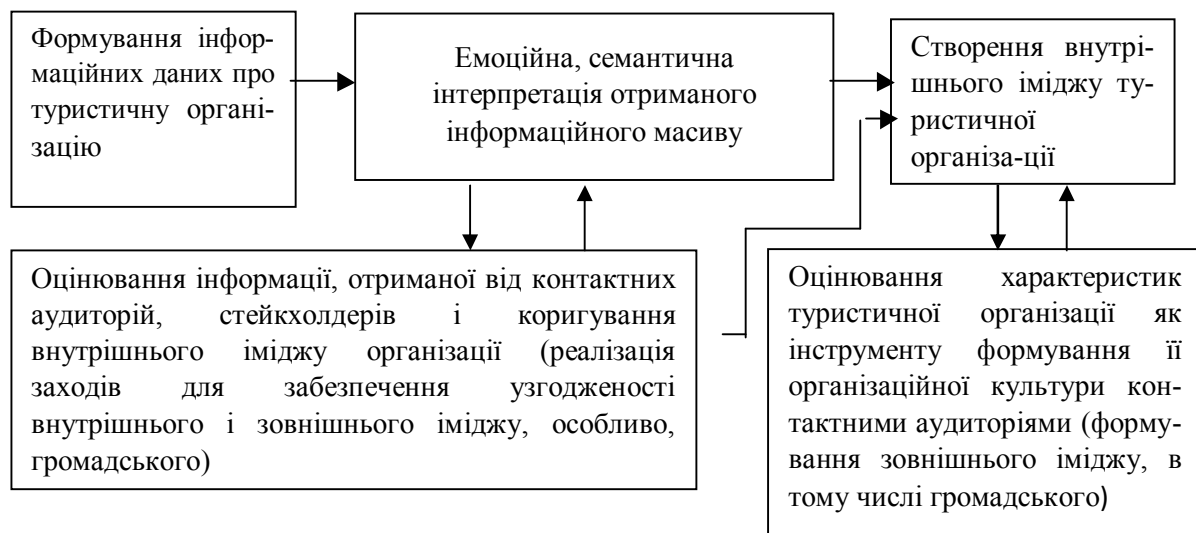 Формування інфор-
маційних даних про
туристичну органі-
зацію
Емоційна, семантична
інтерпретація отриманого
інформаційного масиву
Створення внутрі-
шнього іміджу ту-
ристичної
організа-ції
Оцінювання інформації, отриманої від контактних
аудиторій, стейкхолдерів і коригування
внутрішнього іміджу організації (реалізація
заходів для забезпечення узгодженості
внутрішнього і зовнішнього іміджу, особливо,
громадського)
Оцінювання характеристик
туристичної організації як
інструменту формування її
організаційної культури кон-
тактними аудиторіями (форму-
вання зовнішнього іміджу, в
тому числі громадського)